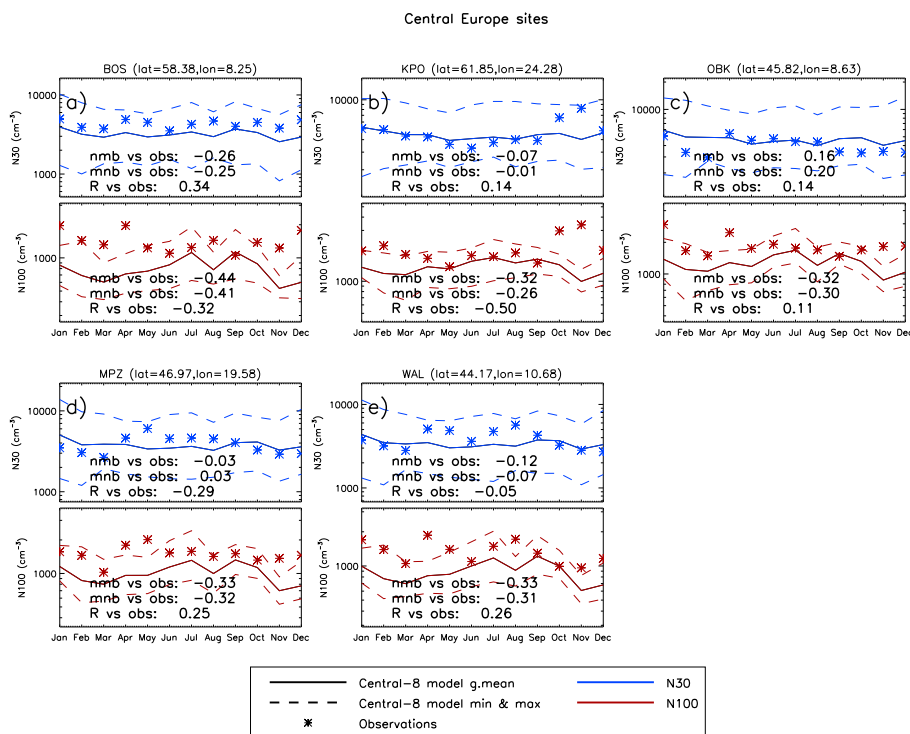 Central Europe sites
BOS (lat=58.38,lon=8.25)
a)
10000
1000
N30 (cm⁻³)
nmb vs obs: −0.26
mnb vs obs: −0.25
R vs obs: 0.34
1000
N100 (cm⁻³)
nmb vs obs: −0.44
mnb vs obs: −0.41
R vs obs: −0.32
Jan Feb Mar Apr May Jun Jul Aug Sep Oct Nov Dec
KPO (lat=61.85,lon=24.28)
b)
10000
N30 (cm⁻³)
nmb vs obs: −0.07
mnb vs obs: −0.01
R vs obs: 0.14
1000
N100 (cm⁻³)
nmb vs obs: −0.32
mnb vs obs: −0.26
R vs obs: −0.50
Jan Feb Mar Apr May Jun Jul Aug Sep Oct Nov Dec
OBK (lat=45.82,lon=8.63)
c)
10000
N30 (cm⁻³)
nmb vs obs: 0.16
mnb vs obs: 0.20
R vs obs: 0.14
1000
N100 (cm⁻³)
nmb vs obs: −0.32
mnb vs obs: −0.30
R vs obs: 0.11
Jan Feb Mar Apr May Jun Jul Aug Sep Oct Nov Dec
MPZ (lat=46.97,lon=19.58)
d)
10000
1000
N30 (cm⁻³)
nmb vs obs: −0.03
mnb vs obs: 0.03
R vs obs: −0.29
1000
N100 (cm⁻³)
nmb vs obs: −0.33
mnb vs obs: −0.32
R vs obs: 0.25
Jan Feb Mar Apr May Jun Jul Aug Sep Oct Nov Dec
WAL (lat=44.17,lon=10.68)
e)
10000
1000
N30 (cm⁻³)
nmb vs obs: −0.12
mnb vs obs: −0.07
R vs obs: −0.05
1000
N100 (cm⁻³)
nmb vs obs: −0.33
mnb vs obs: −0.31
R vs obs: 0.26
Jan Feb Mar Apr May Jun Jul Aug Sep Oct Nov Dec
Central-8 model g.mean
N30
Central-8 model min & max
N100
Observations